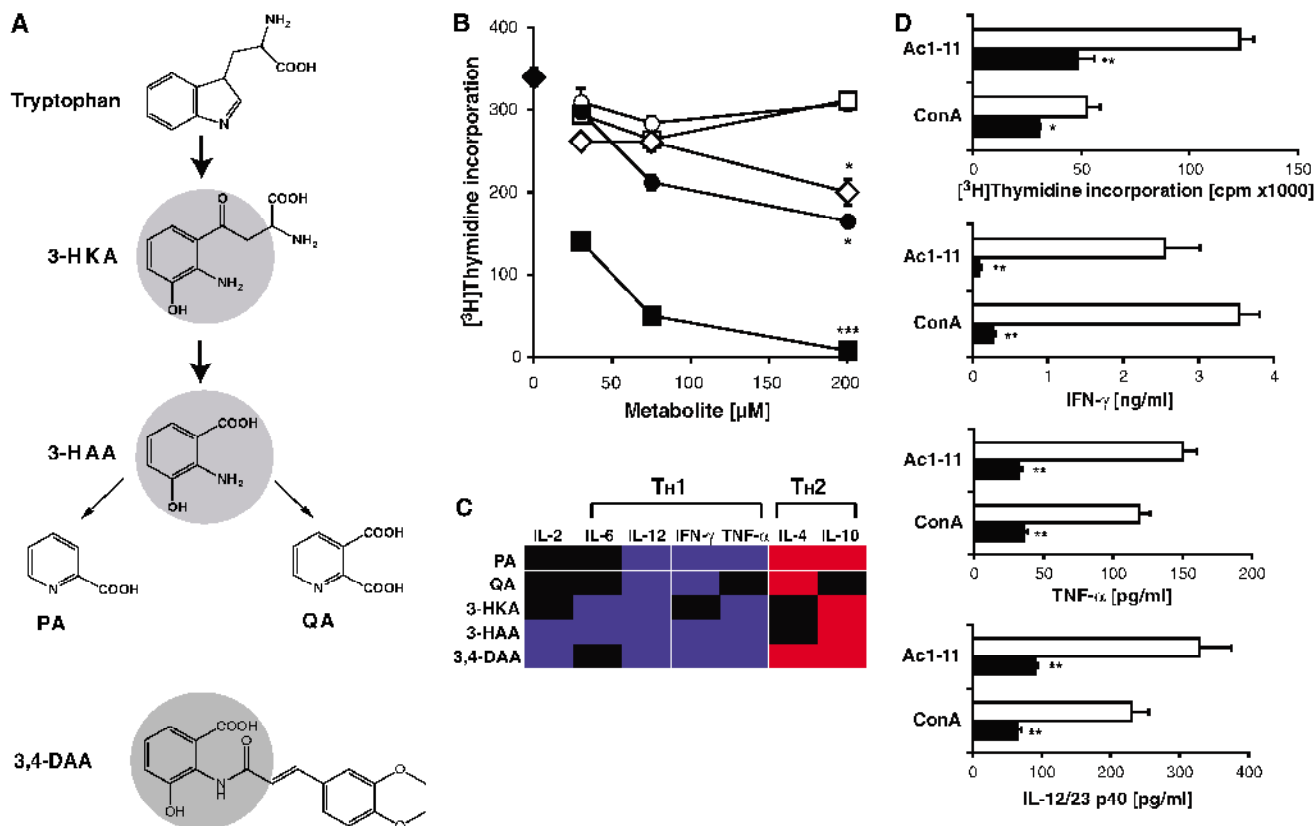 A
NH₂
COOH
N
Tryptophan
O
COOH
NH₂
3-HKA
NH₂
OH
COOH
3-HAA
NH₂
OH
COOH
N
COOH
N
COOH
PA
QA
COOH
O
3,4-DAA
N
H
OH
O
O
B
400
300
200
100
0
[³H]Thymidine incorporation
*
*
***
0 50 100 150 200
Metabolite [μM]
C
TH1 TH2
IL-2 IL-6 IL-12 IFN-γ TNF-α IL-4 IL-10
PA
QA
3-HKA
3-HAA
3,4-DAA
D
Ac1-11
**
ConA
*
0 50 100 150
[³H]Thymidine incorporation [cpm x1000]
Ac1-11
**
ConA
**
0 1 2 3 4
IFN-γ [ng/ml]
Ac1-11
**
ConA
**
0 50 100 150 200
TNF-α [pg/ml]
Ac1-11
**
ConA
**
0 100 200 300 400
IL-12/23 p40 [pg/ml]